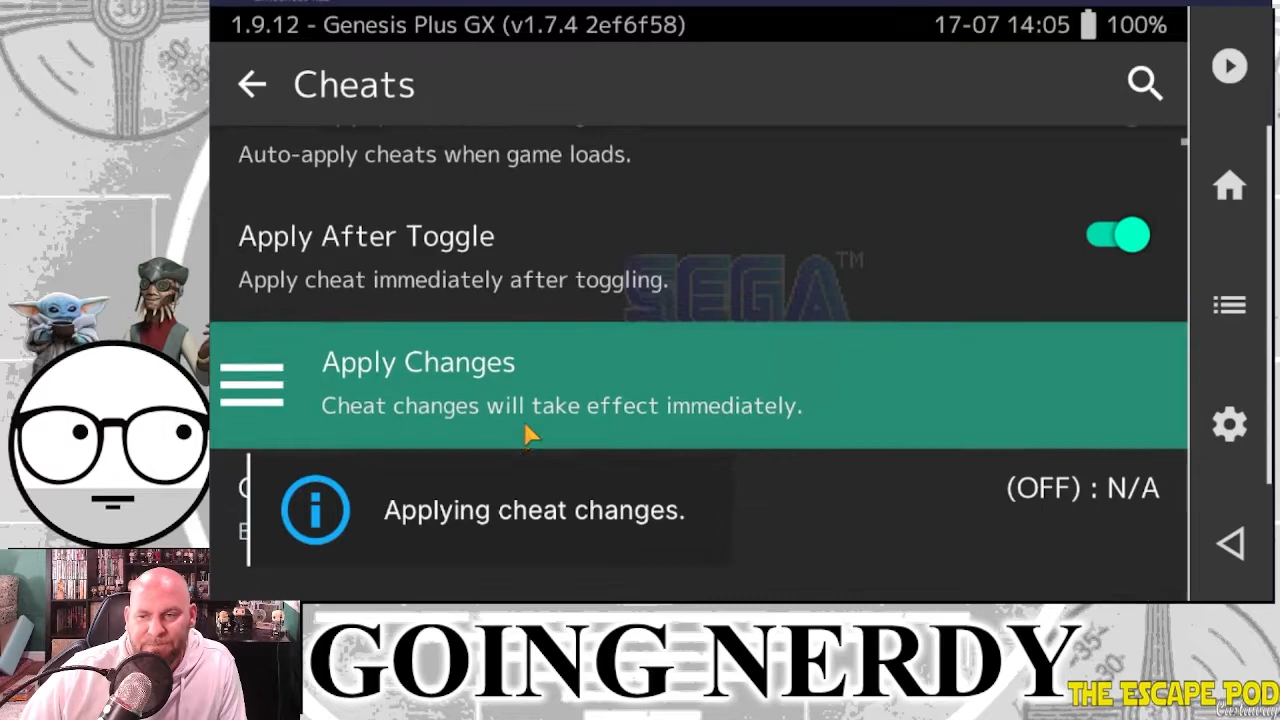 1.9.12 - Genesis Plus GX (v1.7.4 2ef6f58) 17-07 14:05 100%
Cheats
Auto-apply cheats when game loads.
Apply After Toggle
Apply cheat immediately after toggling.
SEGA™
Apply Changes
Cheat changes will take effect immediately.
(OFF) : N/A
Applying cheat changes.
GOING NERDY
THE ESCAPE POD